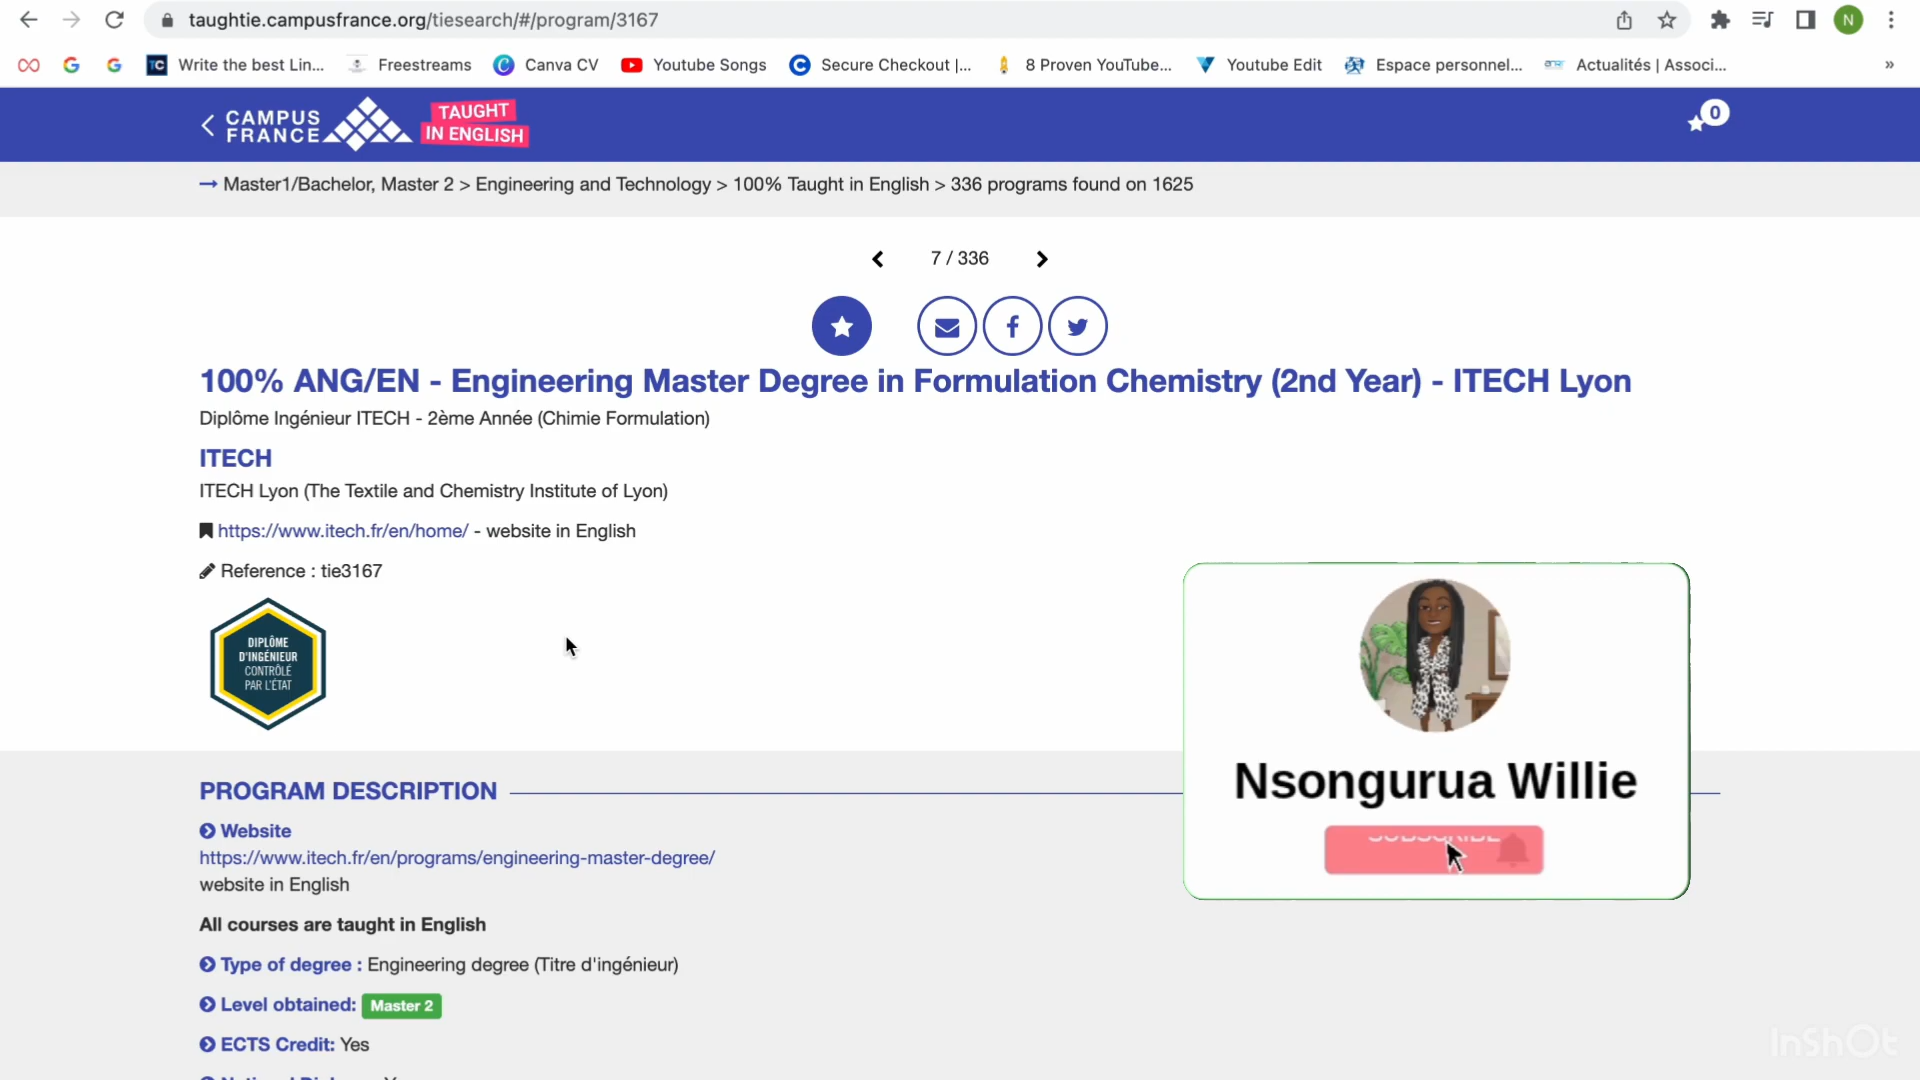 taughtie.campusfrance.org/tiesearch/#/program/3167
N
TC Write the best Lin...
Freestreams
Canva CV
Youtube Songs
Secure Checkout |...
8 Proven YouTube...
Youtube Edit
Espace personnel...
Actualités | Associ...
»
CAMPUS
FRANCE
TAUGHT
IN ENGLISH
0
Master1/Bachelor, Master 2 > Engineering and Technology > 100% Taught in English > 336 programs found on 1625
7 / 336
100% ANG/EN - Engineering Master Degree in Formulation Chemistry (2nd Year) - ITECH Lyon
Diplôme Ingénieur ITECH - 2ème Année (Chimie Formulation)
ITECH
ITECH Lyon (The Textile and Chemistry Institute of Lyon)
https://www.itech.fr/en/home/ - website in English
Reference : tie3167
DIPLÔME
D'INGÉNIEUR
CONTRÔLÉ
PAR L'ÉTAT
Nsongurua Willie
PROGRAM DESCRIPTION
Website
https://www.itech.fr/en/programs/engineering-master-degree/
website in English
All courses are taught in English
Type of degree : Engineering degree (Titre d'ingénieur)
Level obtained: Master 2
ECTS Credit: Yes
InShOt